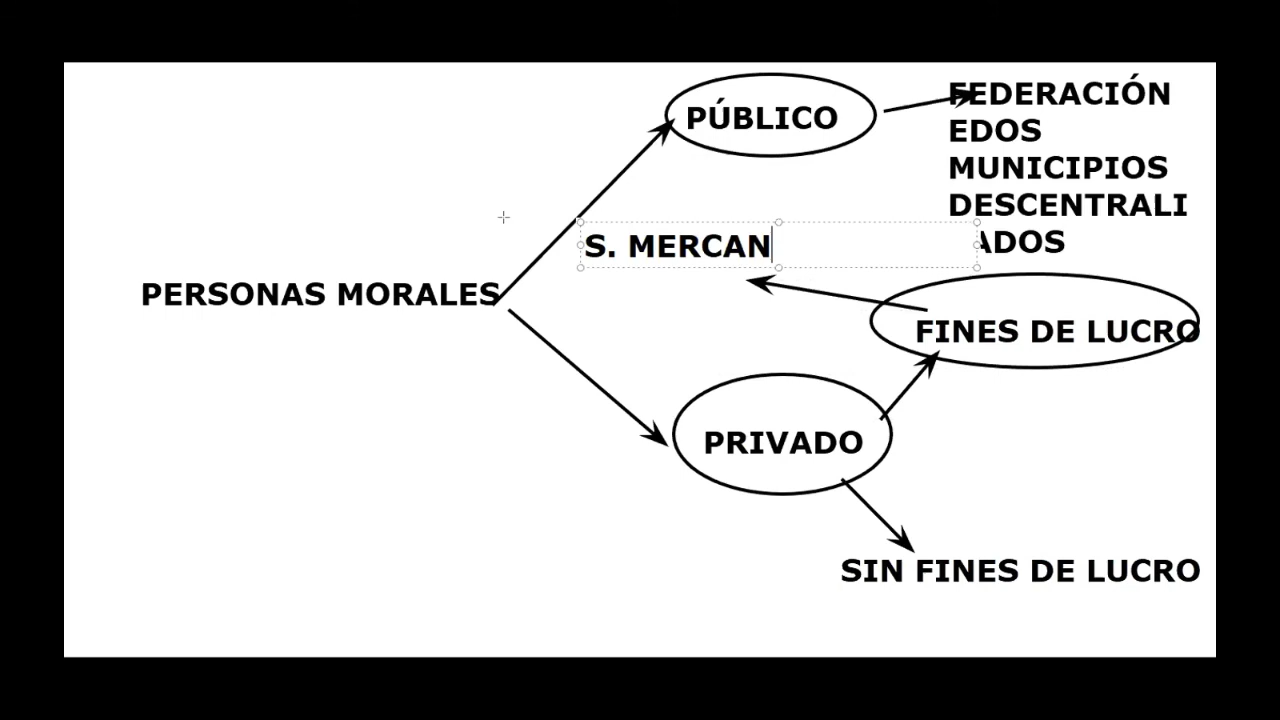 PÚBLICO
FEDERACIÓN
EDOS
MUNICIPIOS
DESCENTRALI
ADOS
S. MERCAN
PERSONAS MORALES
FINES DE LUCRO
PRIVADO
SIN FINES DE LUCRO